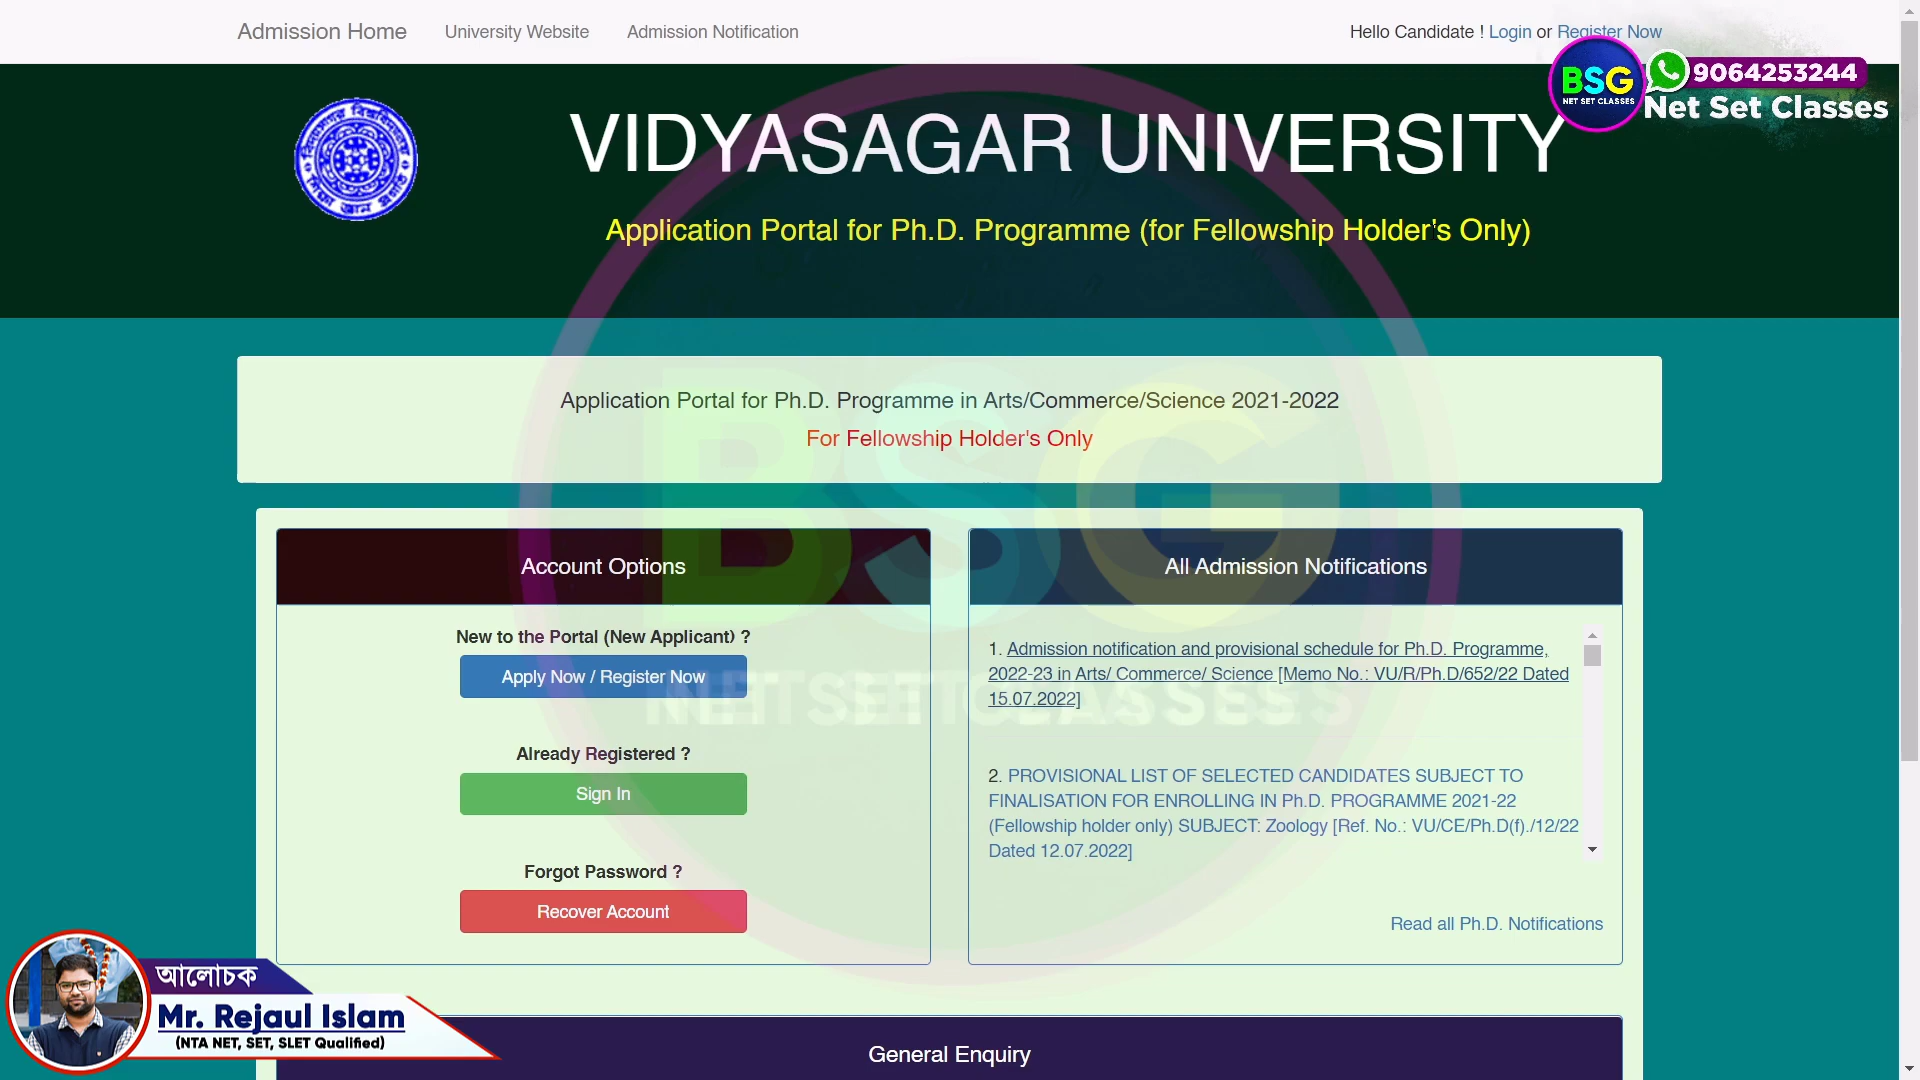 Admission Home University Website Admission Notification Hello Candidate ! Login or Register Now
BSG
NET SET CLASSES
9064253244
Net Set Classes
VIDYASAGAR UNIVERSITY
Application Portal for Ph.D. Programme (for Fellowship Holder's Only)
Application Portal for Ph.D. Programme in Arts/Commerce/Science 2021-2022
For Fellowship Holder's Only
BSG
NET SET CLASSES
Account Options
New to the Portal (New Applicant) ?
Apply Now / Register Now
Already Registered ?
Sign In
Forgot Password ?
Recover Account
All Admission Notifications
1. Admission notification and provisional schedule for Ph.D. Programme,
2022-23 in Arts/ Commerce/ Science [Memo No.: VU/R/Ph.D/652/22 Dated
15.07.2022]
2. PROVISIONAL LIST OF SELECTED CANDIDATES SUBJECT TO
FINALISATION FOR ENROLLING IN Ph.D. PROGRAMME 2021-22
(Fellowship holder only) SUBJECT: Zoology [Ref. No.: VU/CE/Ph.D(f)./12/22
Dated 12.07.2022]
Read all Ph.D. Notifications
আলোচক
Mr. Rejaul Islam
(NTA NET, SET, SLET Qualified)
General Enquiry